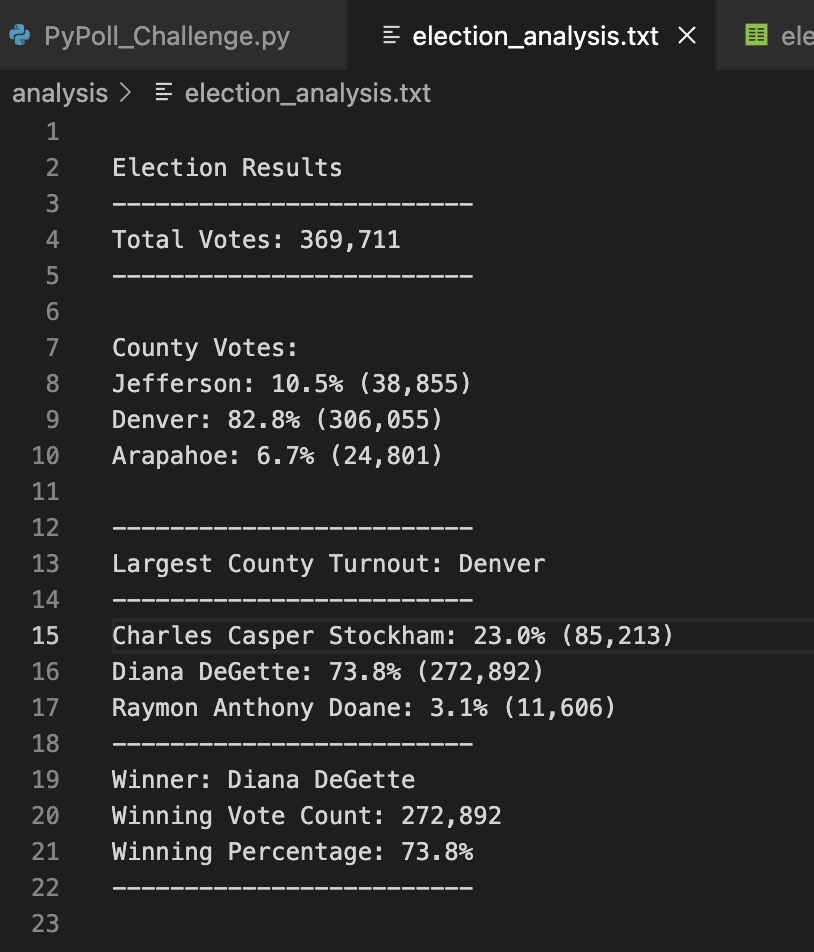 PyPoll_Challenge.py election_analysis.txt ele
analysis > election_analysis.txt
1
2 Election Results
3 -------------------------
4 Total Votes: 369,711
5 -------------------------
6
7 County Votes:
8 Jefferson: 10.5% (38,855)
9 Denver: 82.8% (306,055)
10 Arapahoe: 6.7% (24,801)
11
12 -------------------------
13 Largest County Turnout: Denver
14 -------------------------
15 Charles Casper Stockham: 23.0% (85,213)
16 Diana DeGette: 73.8% (272,892)
17 Raymon Anthony Doane: 3.1% (11,606)
18 -------------------------
19 Winner: Diana DeGette
20 Winning Vote Count: 272,892
21 Winning Percentage: 73.8%
22 -------------------------
23